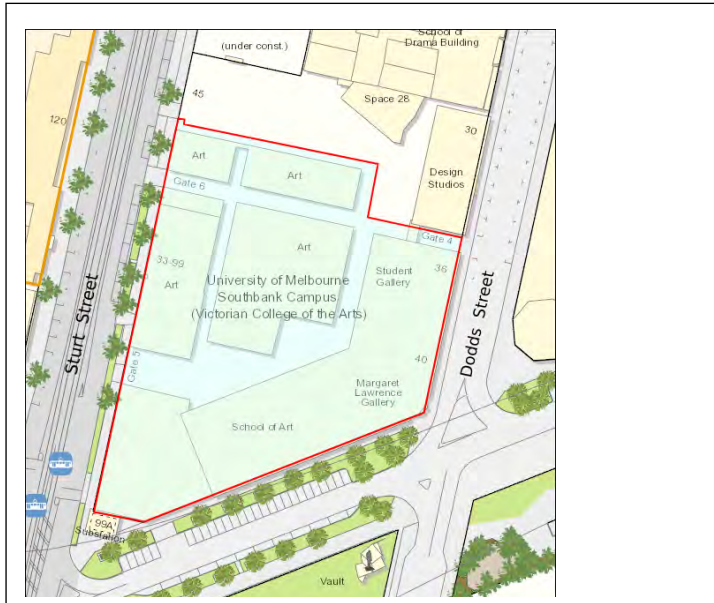 (under const.)
School of
Drama Building
45
Space 28
120
30
Art
Art
Design
Studios
Gate 6
Gate 4
Art
33-99
Art
Student
Gallery
36
University of Melbourne
Southbank Campus
(Victorian College of the Arts)
Sturt Street
Dodds Street
Gate 5
40
Margaret
Lawrence
Gallery
School of Art
99A
Substation
Vault